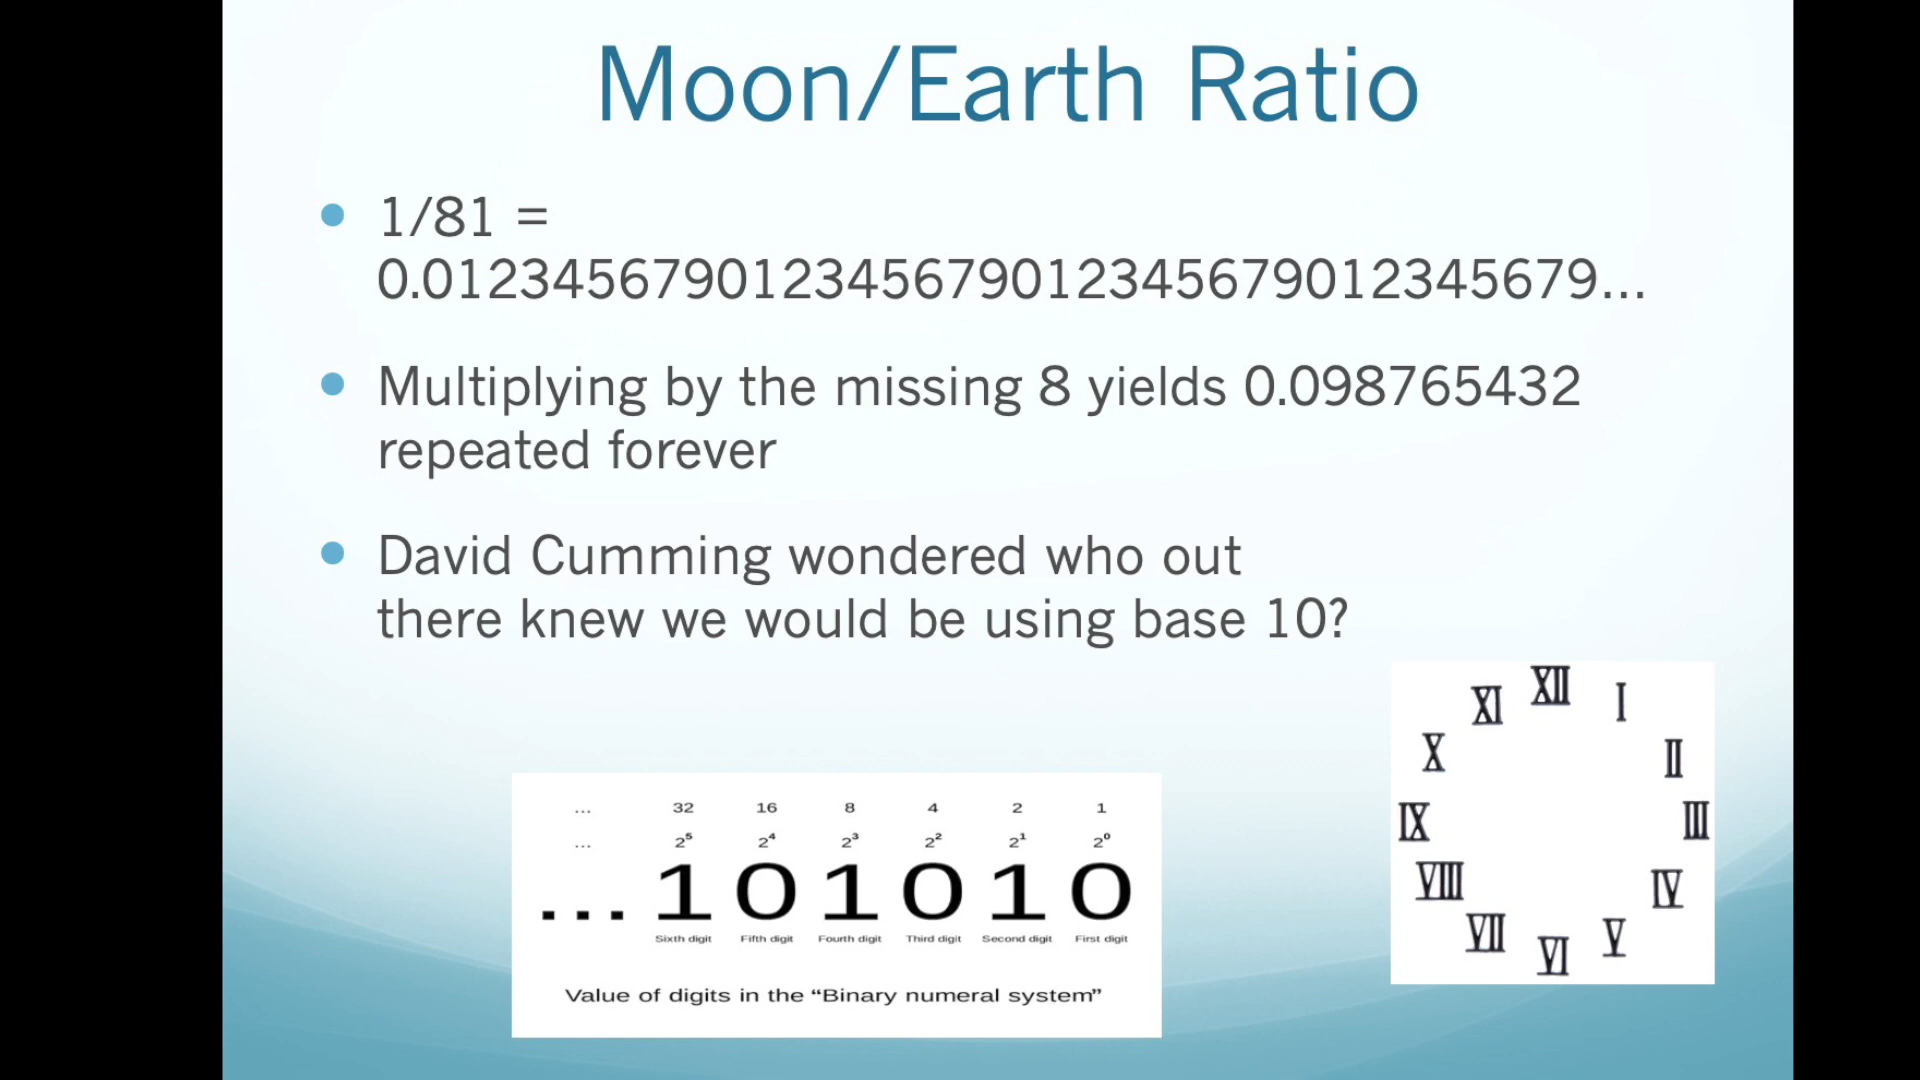 Moon/Earth Ratio
1/81 =
0.012345679012345679012345679012345679...
Multiplying by the missing 8 yields 0.098765432
repeated forever
David Cumming wondered who out
there knew we would be using base 10?
... 32 16 8 4 2 1
... 2⁵ 2⁴ 2³ 2² 2¹ 2⁰
... 1 0 1 0 1 0
Sixth digit Fifth digit Fourth digit Third digit Second digit First digit
Value of digits in the “Binary numeral system”
XII
XI I
X II
IX III
VIII IV
VII V
VI